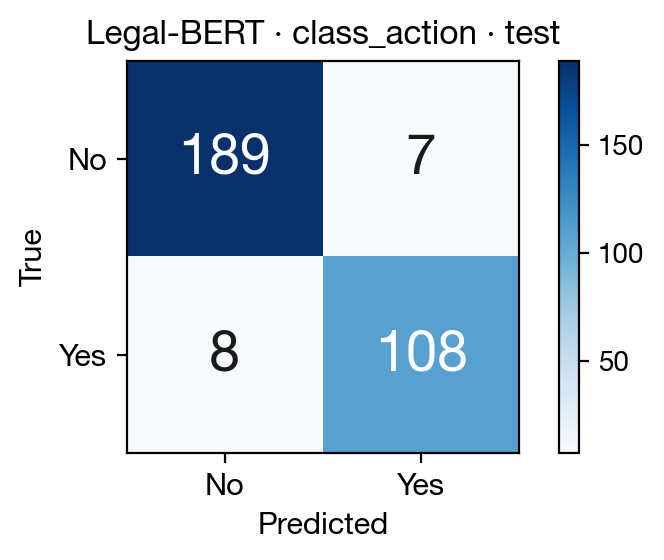 Legal-BERT · class_action · test
No 189 7
150
True
100
Yes 8 108
50
No Yes
Predicted